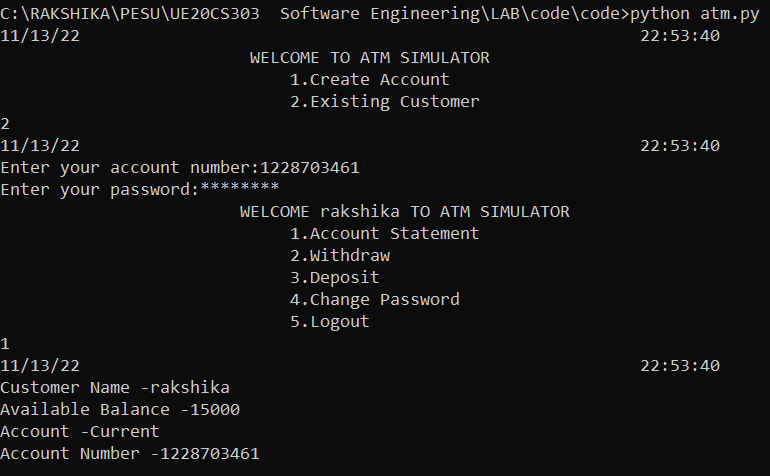 C:\RAKSHIKA\PESU\UE20CS303  Software Engineering\LAB\code\code>python atm.py
11/13/22                                                        22:53:40
                         WELCOME TO ATM SIMULATOR
                             1.Create Account
                             2.Existing Customer
2
11/13/22                                                        22:53:40
Enter your account number:1228703461
Enter your password:********
                        WELCOME rakshika TO ATM SIMULATOR
                             1.Account Statement
                             2.Withdraw
                             3.Deposit
                             4.Change Password
                             5.Logout
1
11/13/22                                                        22:53:40
Customer Name -rakshika
Available Balance -15000
Account -Current
Account Number -1228703461